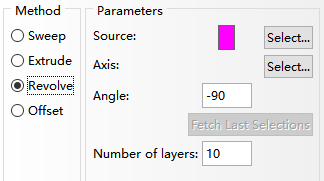 Method
Sweep
Extrude
Revolve
Offset
Parameters
Source: Select...
Axis: Select...
Angle: -90
Fetch Last Selections
Number of layers: 10